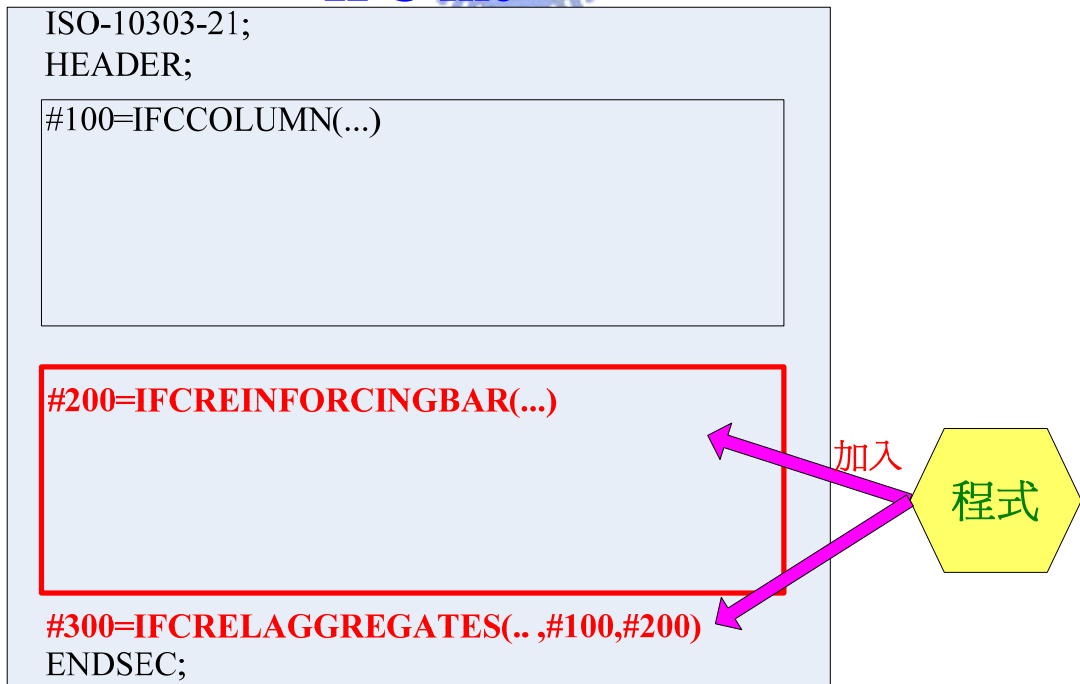 ISO-10303-21;
HEADER;
#100=IFCCOLUMN(...)
#200=IFCREINFORCINGBAR(...)
加入
程式
#300=IFCRELAGGREGATES(.. ,#100,#200)
ENDSEC;